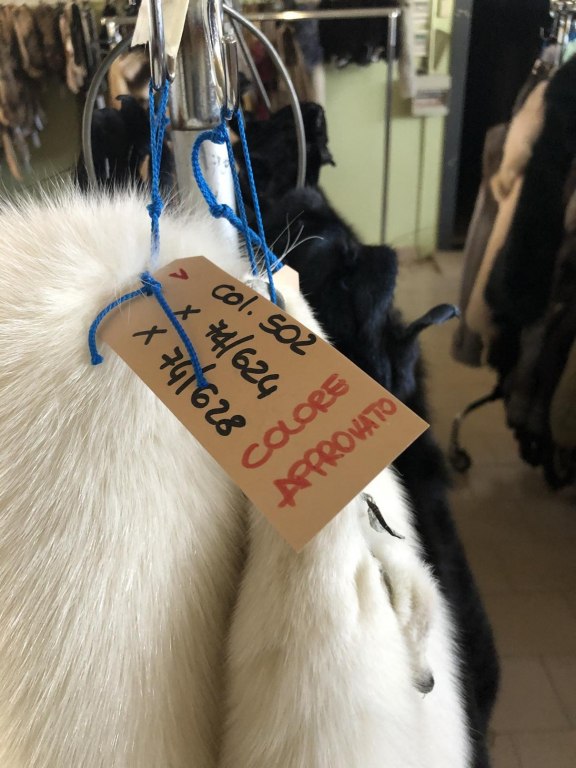 v
col. 502
x 74/624
x 74/628
COLORE
APPROVATO